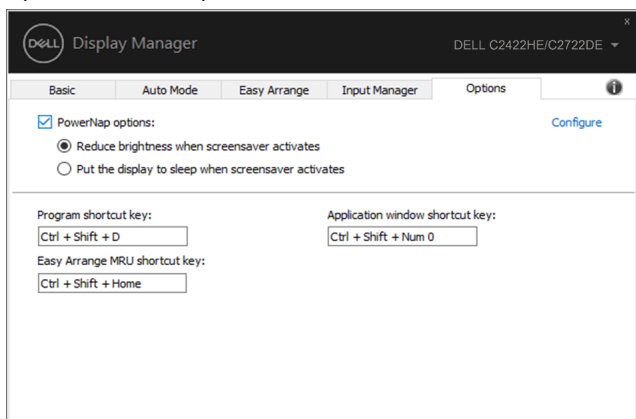 x
DELL Display Manager DELL C2422HE/C2722DE
Basic Auto Mode Easy Arrange Input Manager Options
PowerNap options: Configure
Reduce brightness when screensaver activates
Put the display to sleep when screensaver activates
Program shortcut key: Application window shortcut key:
Ctrl + Shift + D Ctrl + Shift + Num 0
Easy Arrange MRU shortcut key:
Ctrl + Shift + Home